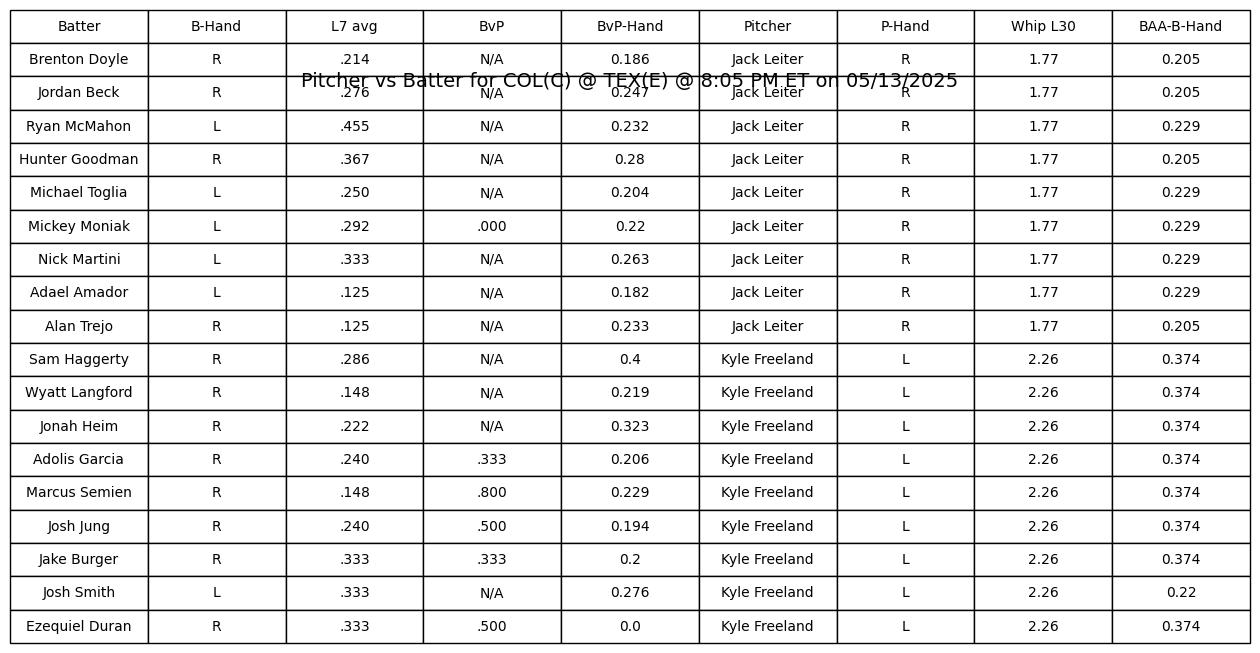 Batter B-Hand L7 avg BvP BvP-Hand Pitcher P-Hand Whip L30 BAA-B-Hand
Brenton Doyle R .214 N/A 0.186 Jack Leiter R 1.77 0.205
Pitcher vs Batter for COL(C) @ TEX(E) @ 8:05 PM ET on 05/13/2025
Jordan Beck R .276 N/A 0.247 Jack Leiter R 1.77 0.205
Ryan McMahon L .455 N/A 0.232 Jack Leiter R 1.77 0.229
Hunter Goodman R .367 N/A 0.28 Jack Leiter R 1.77 0.205
Michael Toglia L .250 N/A 0.204 Jack Leiter R 1.77 0.229
Mickey Moniak L .292 .000 0.22 Jack Leiter R 1.77 0.229
Nick Martini L .333 N/A 0.263 Jack Leiter R 1.77 0.229
Adael Amador L .125 N/A 0.182 Jack Leiter R 1.77 0.229
Alan Trejo R .125 N/A 0.233 Jack Leiter R 1.77 0.205
Sam Haggerty R .286 N/A 0.4 Kyle Freeland L 2.26 0.374
Wyatt Langford R .148 N/A 0.219 Kyle Freeland L 2.26 0.374
Jonah Heim R .222 N/A 0.323 Kyle Freeland L 2.26 0.374
Adolis Garcia R .240 .333 0.206 Kyle Freeland L 2.26 0.374
Marcus Semien R .148 .800 0.229 Kyle Freeland L 2.26 0.374
Josh Jung R .240 .500 0.194 Kyle Freeland L 2.26 0.374
Jake Burger R .333 .333 0.2 Kyle Freeland L 2.26 0.374
Josh Smith L .333 N/A 0.276 Kyle Freeland L 2.26 0.22
Ezequiel Duran R .333 .500 0.0 Kyle Freeland L 2.26 0.374